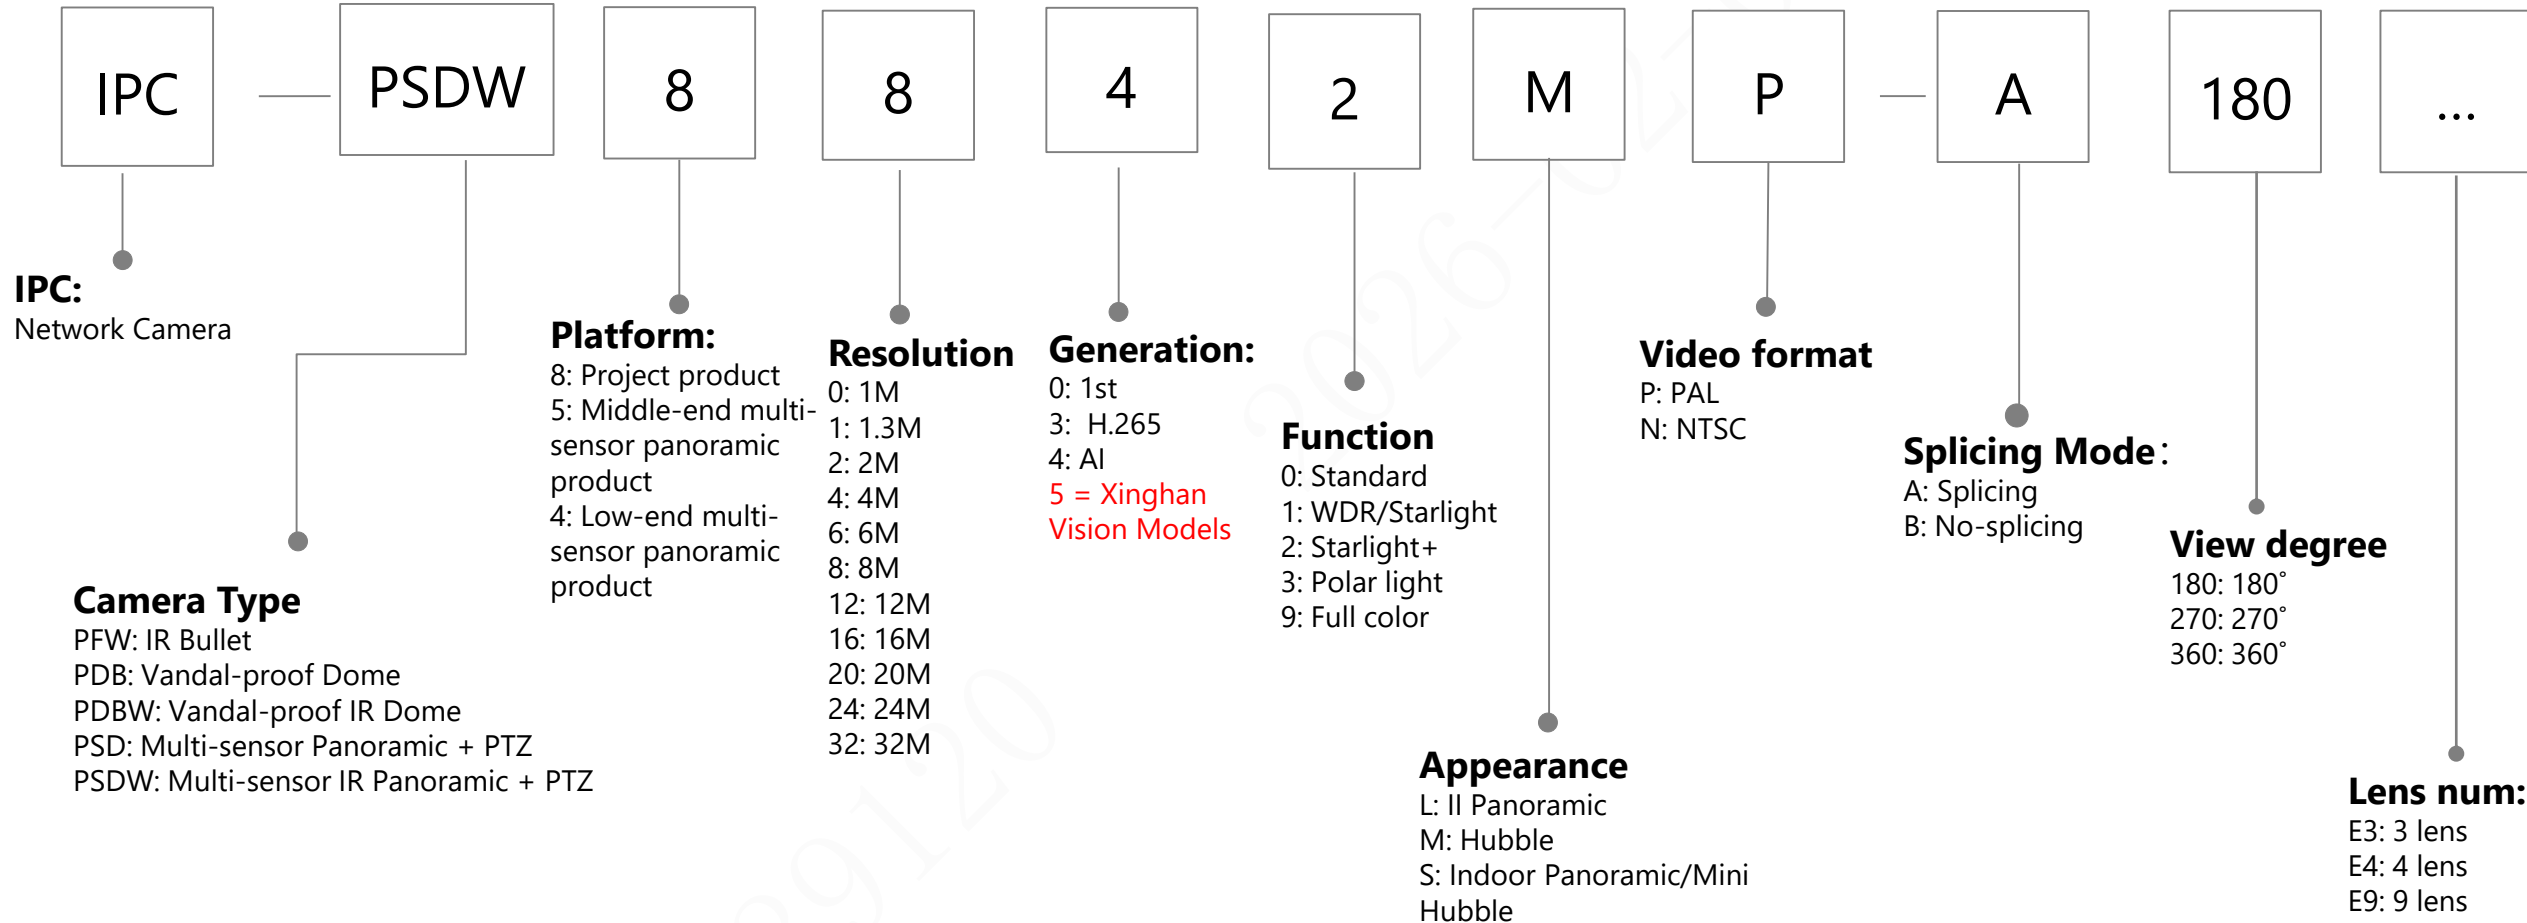 IPC
PSDW
8
8
4
2
M
P
A
180
...
IPC:
Network Camera
Camera Type
PFW: IR Bullet
PDB: Vandal-proof Dome
PDBW: Vandal-proof IR Dome
PSD: Multi-sensor Panoramic + PTZ
PSDW: Multi-sensor IR Panoramic + PTZ
Platform:
8: Project product
5: Middle-end multi-
sensor panoramic
product
4: Low-end multi-
sensor panoramic
product
Resolution
0: 1M
1: 1.3M
2: 2M
4: 4M
6: 6M
8: 8M
12: 12M
16: 16M
20: 20M
24: 24M
32: 32M
Generation:
0: 1st
3:  H.265
4: AI
5 = Xinghan
Vision Models
Function
0: Standard
1: WDR/Starlight
2: Starlight+
3: Polar light
9: Full color
Appearance
L: II Panoramic
M: Hubble
S: Indoor Panoramic/Mini
Hubble
Video format
P: PAL
N: NTSC
Splicing Mode：
A: Splicing
B: No-splicing
View degree
180: 180°
270: 270°
360: 360°
Lens num:
E3: 3 lens
E4: 4 lens
E9: 9 lens